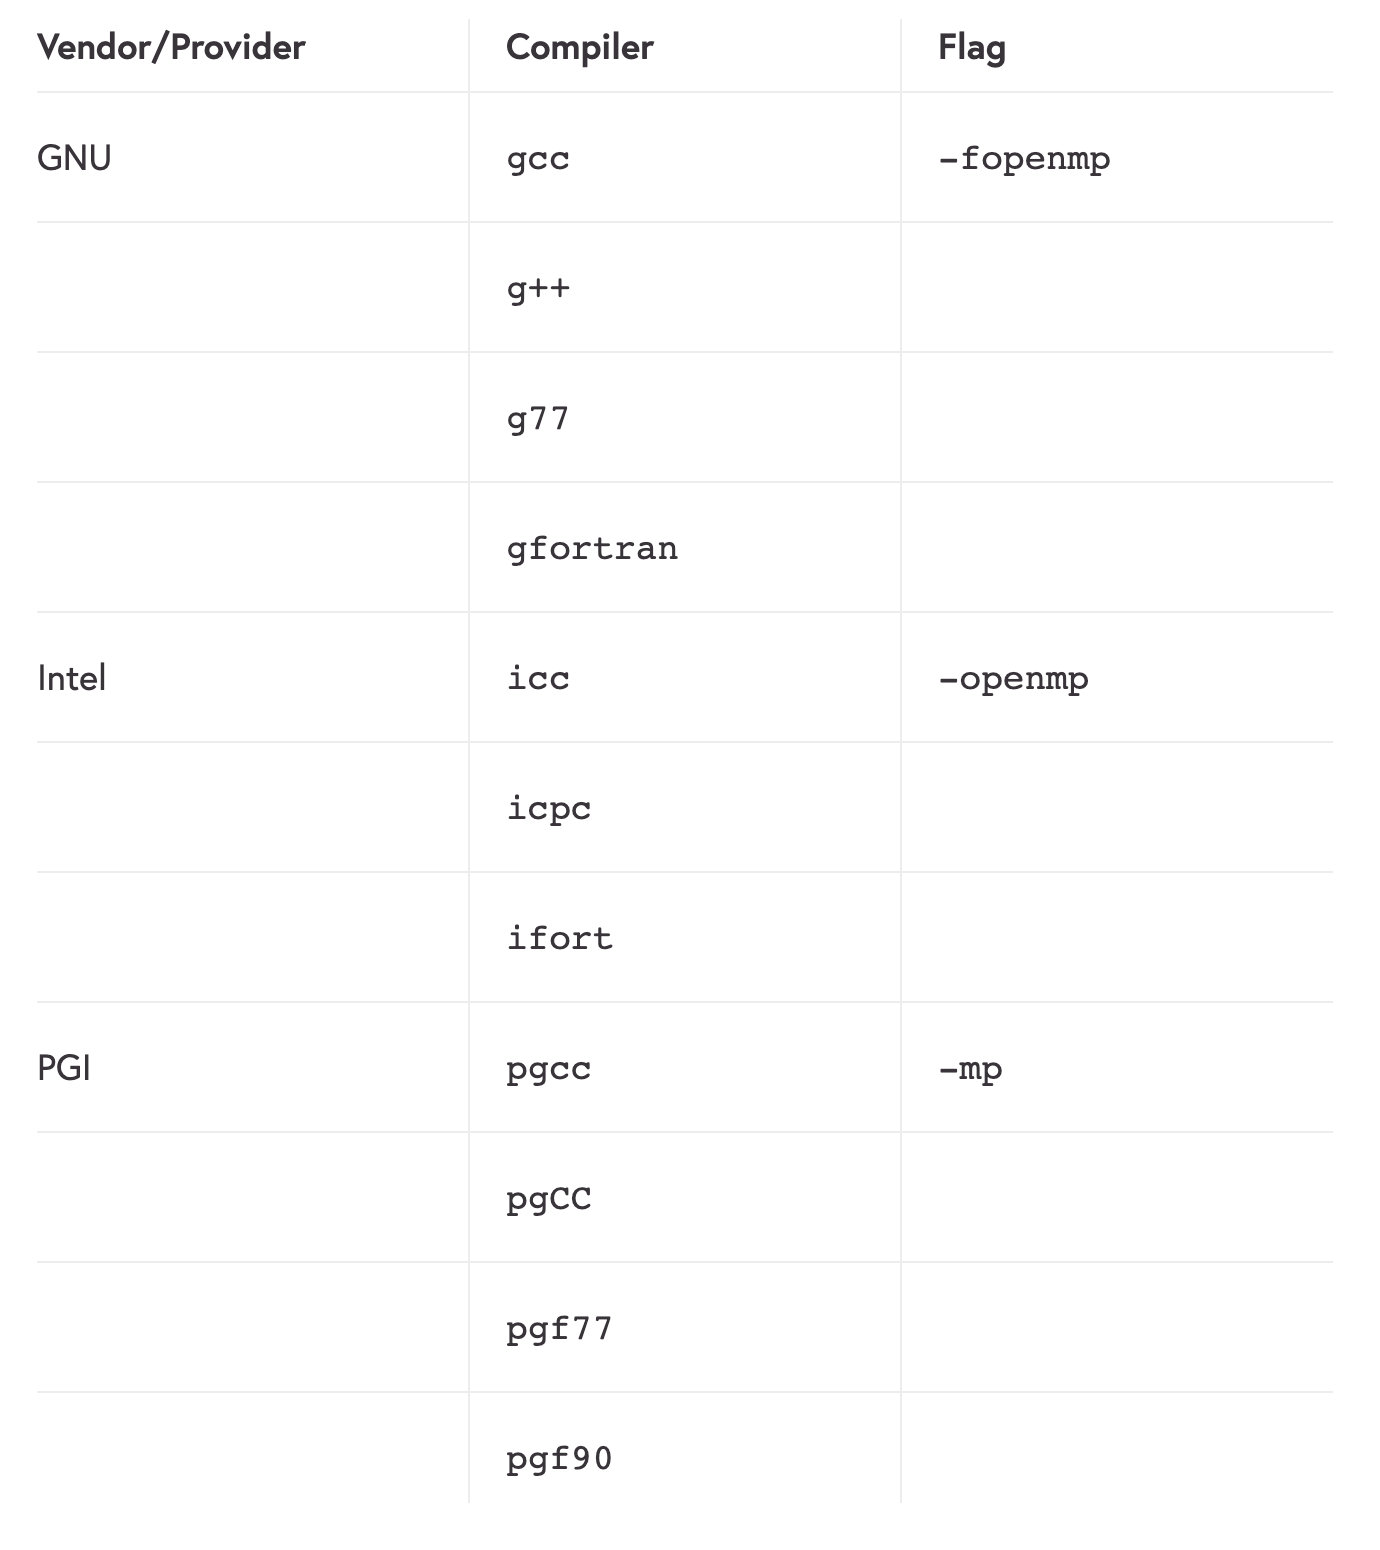 Vendor/Provider Compiler Flag
GNU gcc -fopenmp
g++
g77
gfortran
Intel icc -openmp
icpc
ifort
PGI pgcc -mp
pgCC
pgf77
pgf90